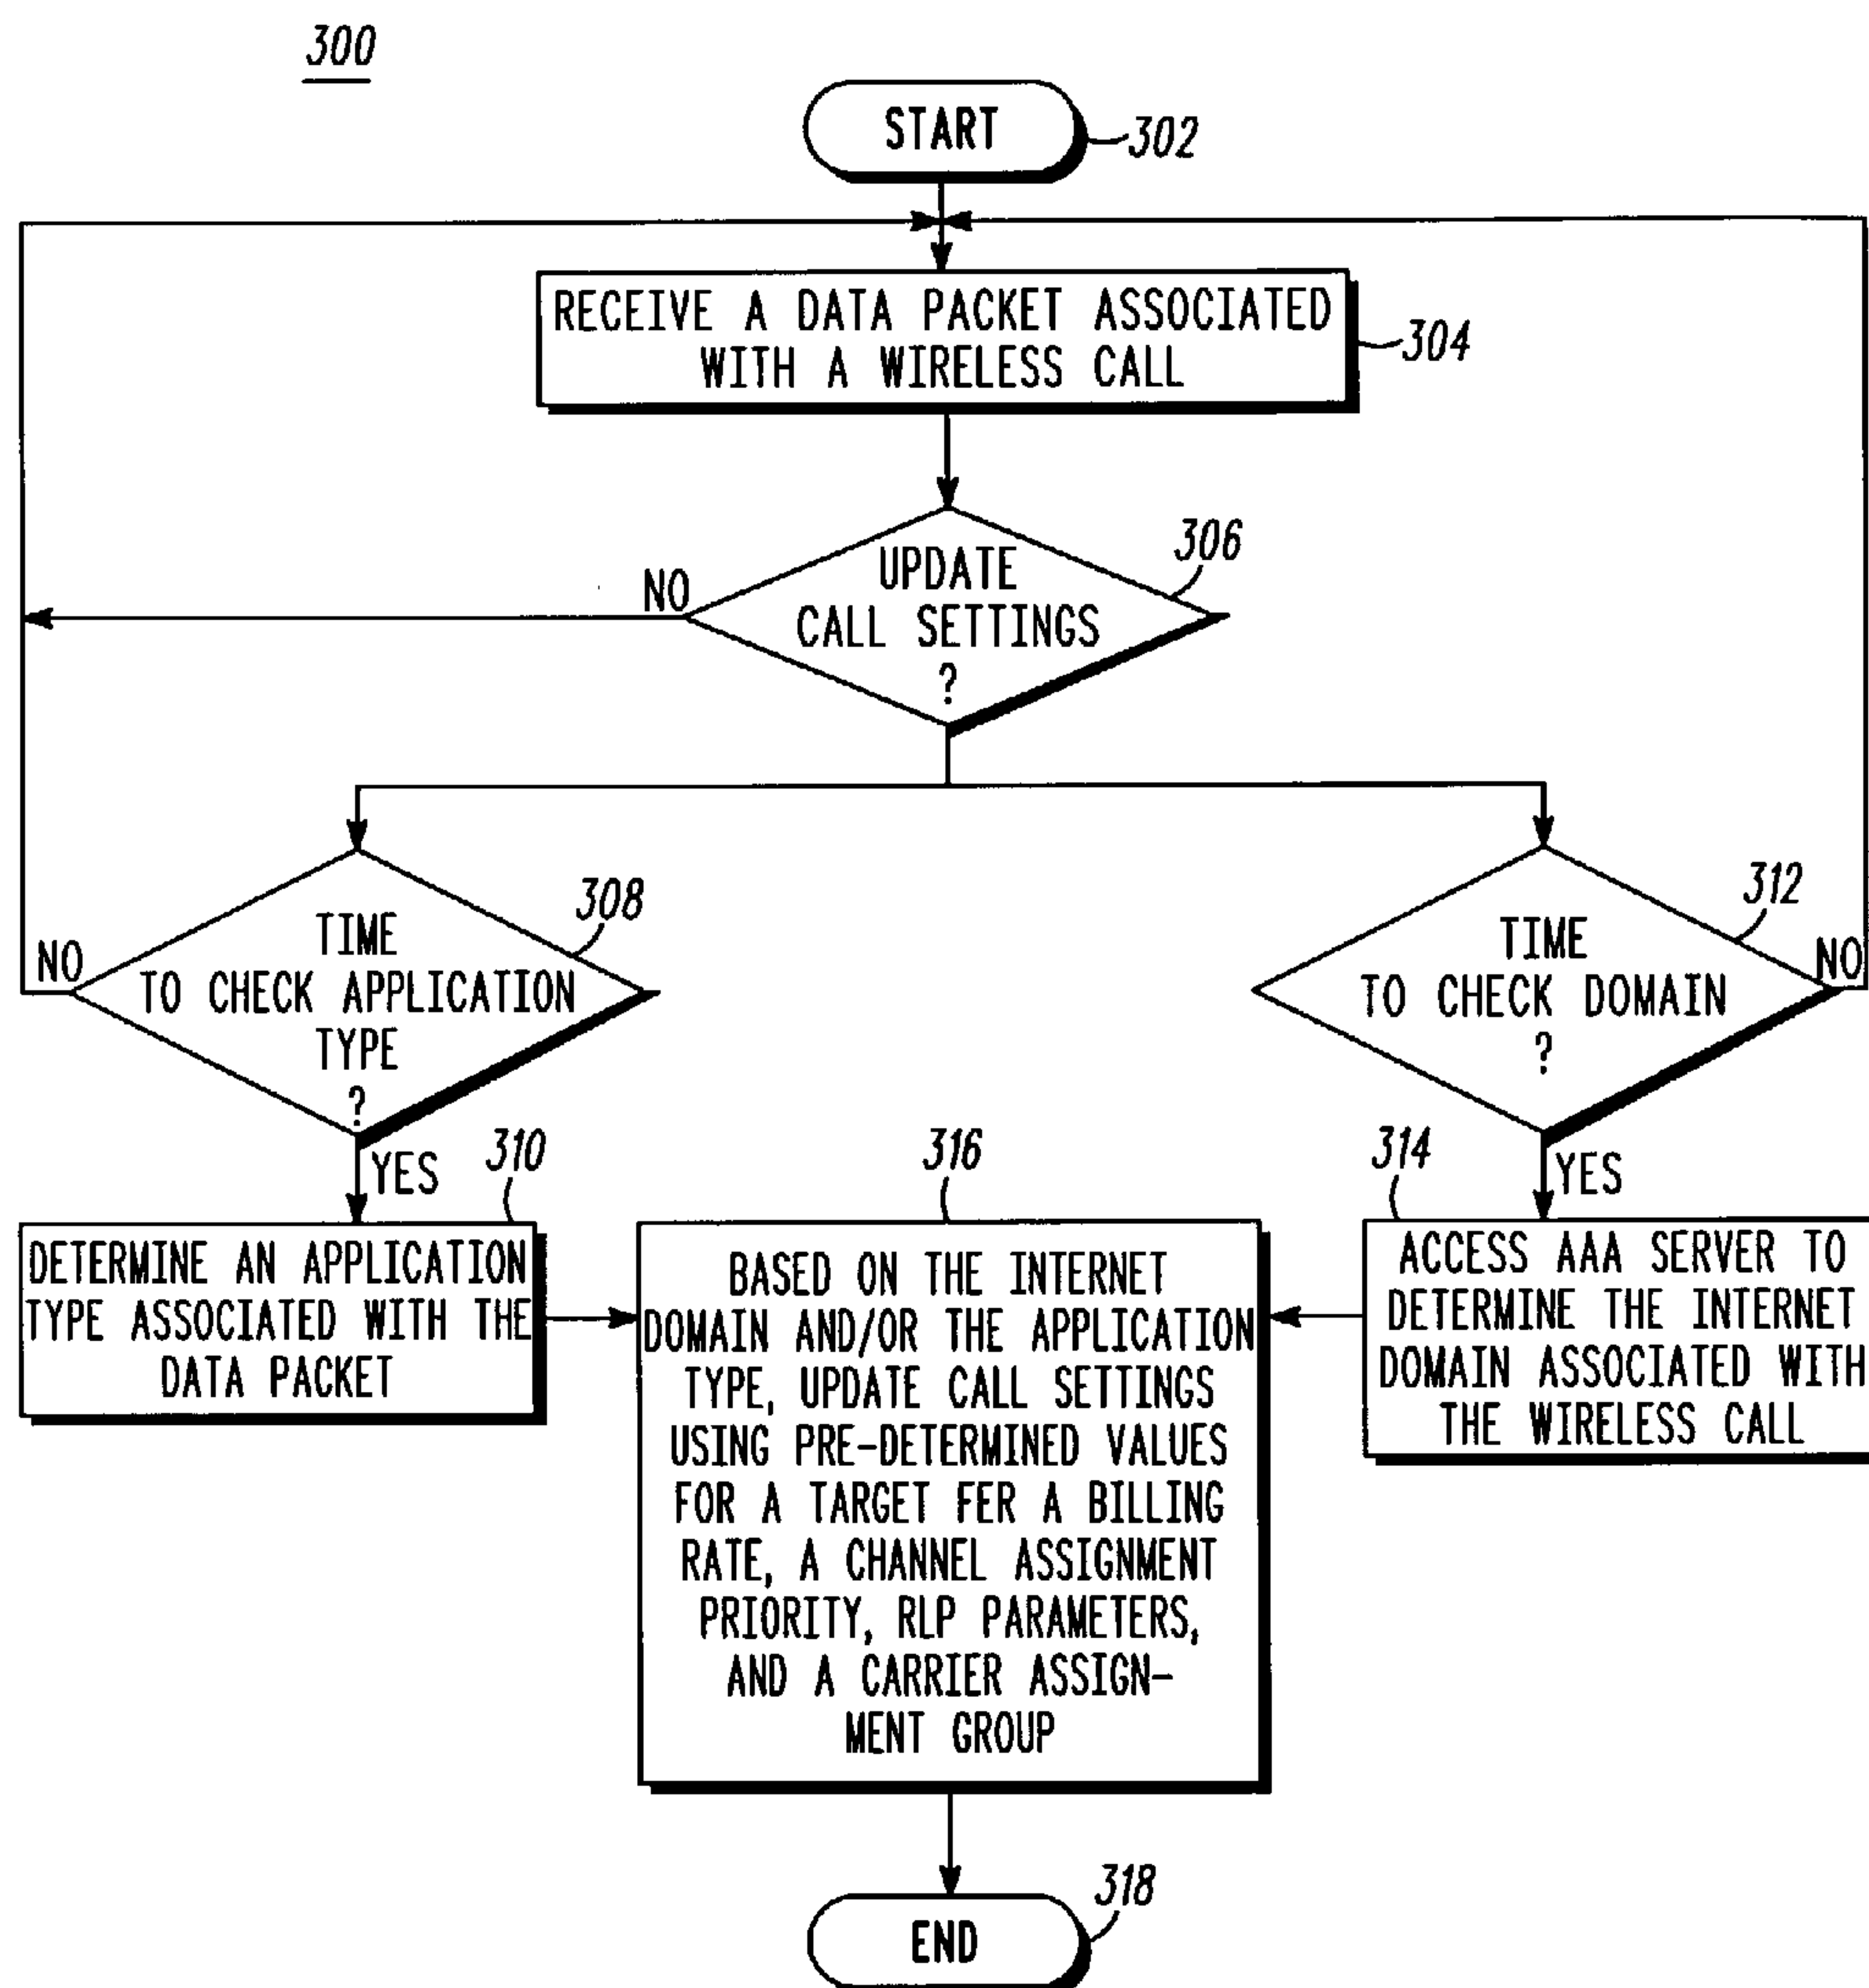 300
START
302
RECEIVE A DATA PACKET ASSOCIATED
WITH A WIRELESS CALL
304
306
UPDATE
CALL SETTINGS
?
NO
308
TIME
TO CHECK APPLICATION
TYPE
?
NO
YES
312
TIME
TO CHECK DOMAIN
?
NO
YES
310
DETERMINE AN APPLICATION
TYPE ASSOCIATED WITH THE
DATA PACKET
316
BASED ON THE INTERNET
DOMAIN AND/OR THE APPLICATION
TYPE, UPDATE CALL SETTINGS
USING PRE-DETERMINED VALUES
FOR A TARGET FER A BILLING
RATE, A CHANNEL ASSIGNMENT
PRIORITY, RLP PARAMETERS,
AND A CARRIER ASSIGN-
MENT GROUP
314
ACCESS AAA SERVER TO
DETERMINE THE INTERNET
DOMAIN ASSOCIATED WITH
THE WIRELESS CALL
END
318